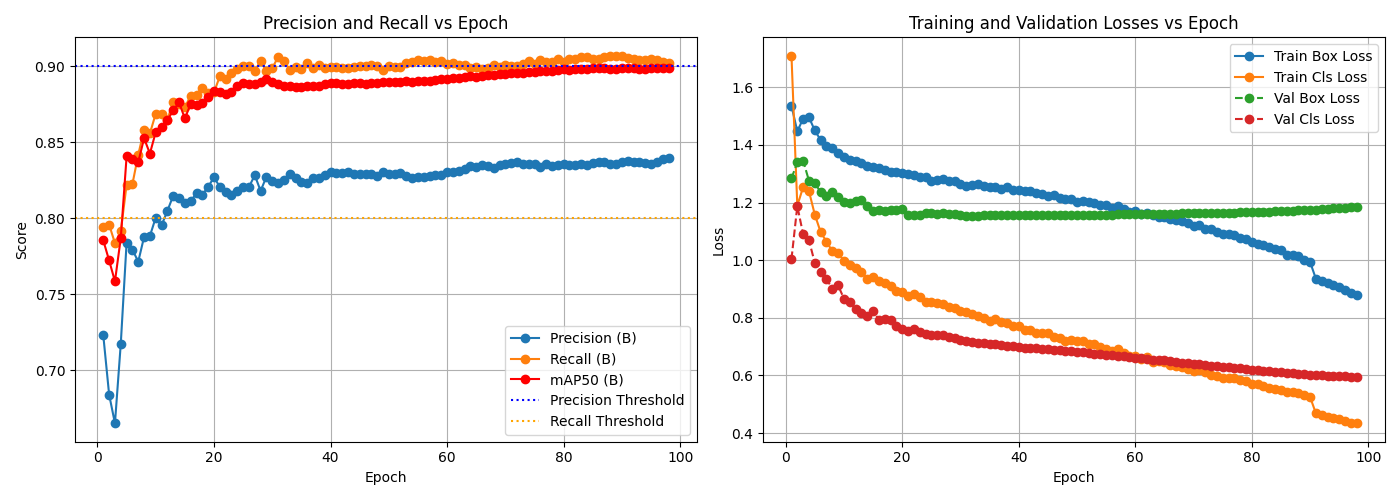 Precision and Recall vs Epoch
0.90
0.85
0.80
0.75
0.70
Score
0 20 40 60 80 100
Epoch
Precision (B)
Recall (B)
mAP50 (B)
Precision Threshold
Recall Threshold
Training and Validation Losses vs Epoch
1.6
1.4
1.2
1.0
0.8
0.6
0.4
Loss
0 20 40 60 80 100
Epoch
Train Box Loss
Train Cls Loss
Val Box Loss
Val Cls Loss